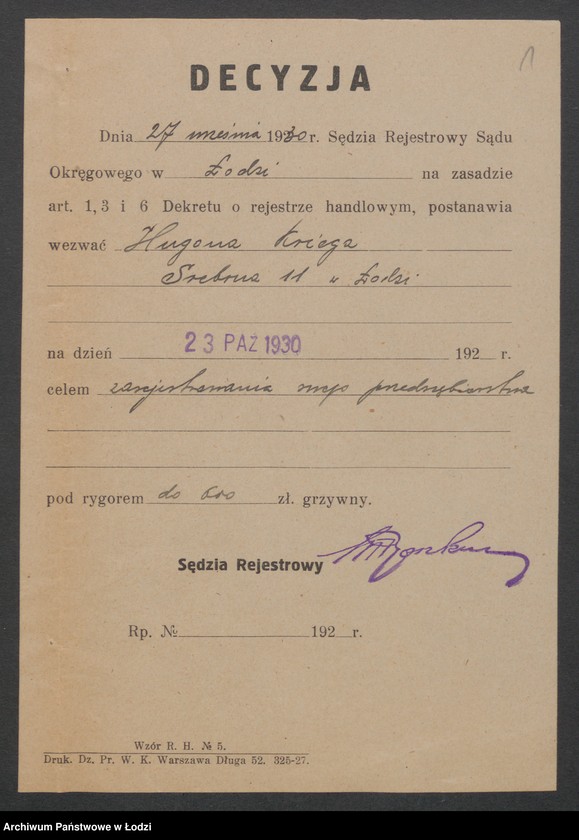 1
DECYZJA
Dnia 27 września 1930 r. Sędzia Rejestrowy Sądu
Okręgowego w Łodzi na zasadzie
art. 1, 3 i 6 Dekretu o rejestrze handlowym, postanawia
wezwać Hugona Kriega
Srebrna 11 w Łodzi
na dzień 23 PAŹ 1930 192 r.
celem zarejestrowania swego przedsiębiorstwa
pod rygorem do 600 zł. grzywny.
Sędzia Rejestrowy
Rp. № 192 r.
Wzór R. H. № 5.
Druk. Dz. Pr. W. K. Warszawa Długa 52. 325-27.
Archiwum Państwowe w Łodzi